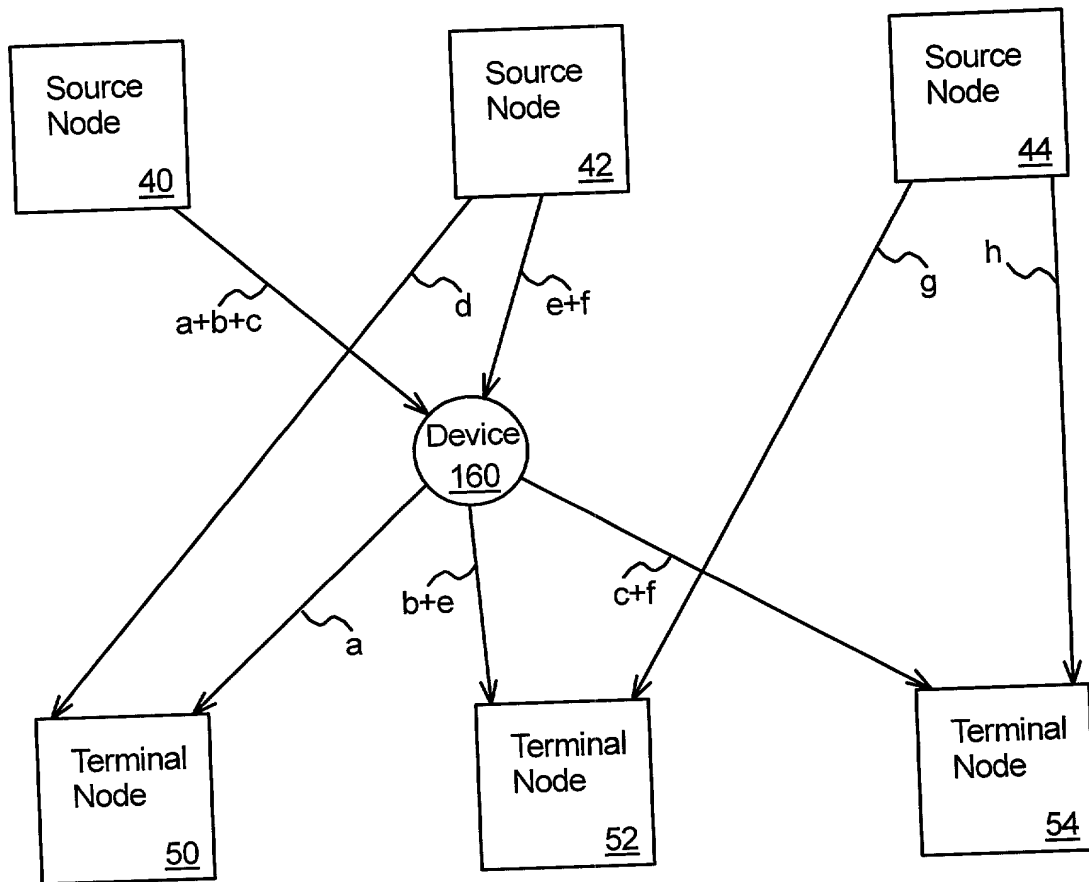 Source
Node
40
Source
Node
42
Source
Node
44
a+b+c
d
e+f
g
h
Device
160
a
b+e
c+f
Terminal
Node
50
Terminal
Node
52
Terminal
Node
54